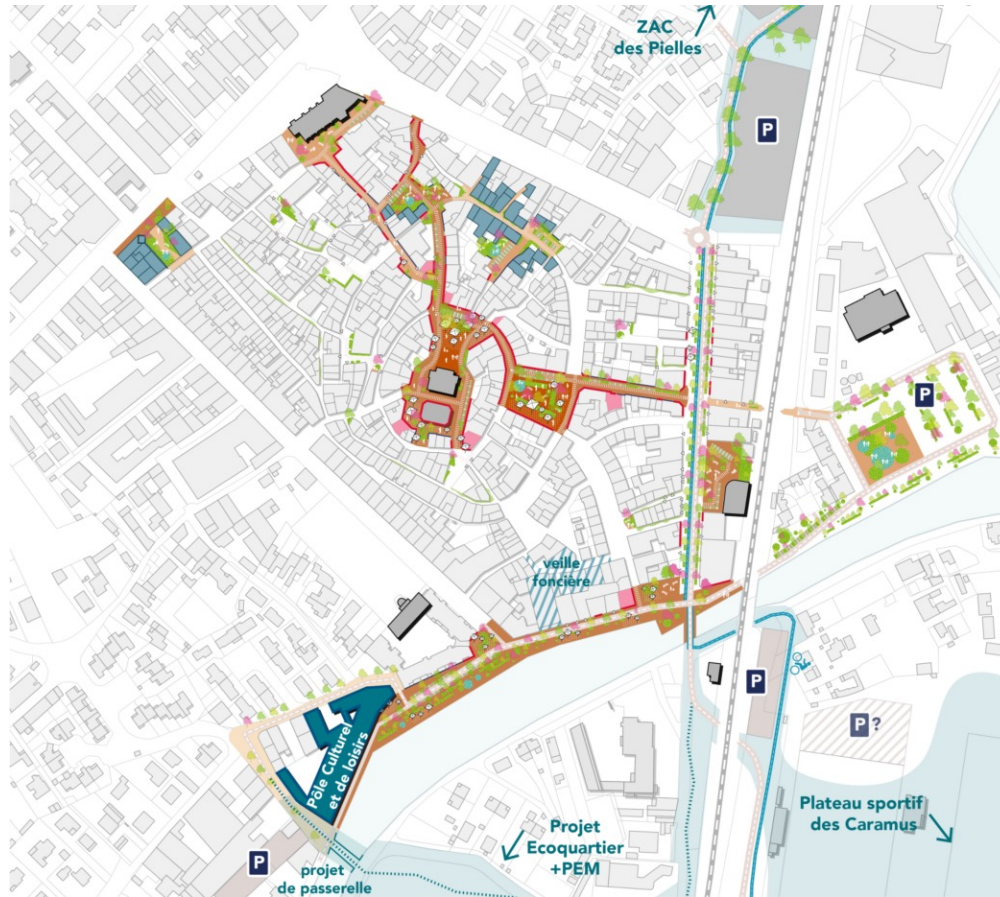 ZAC
des Pielles
P
P
veille
foncière
P
P?
Pôle Culturel
et de loisirs
Plateau sportif
des Caramus
Projet
Ecoquartier
+PEM
P
projet
de passerelle